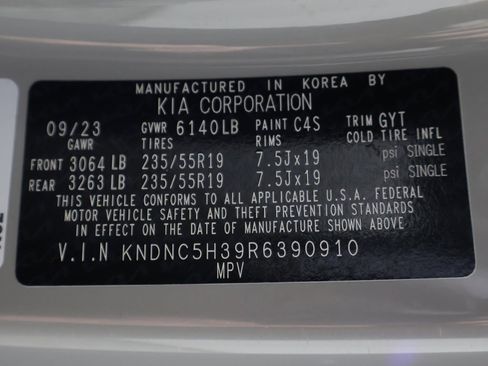 MANUFACTURED IN KOREA BY
KIA CORPORATION
09/23 GVWR 6140LB PAINT C4S TRIM GYT
GAWR TIRES RIMS COLD TIRE INFL
FRONT 3064 LB 235/55R19 7.5Jx19 psi SINGLE
REAR 3263 LB 235/55R19 7.5Jx19 psi SINGLE
THIS VEHICLE CONFORMS TO ALL APPLICABLE U.S.A. FEDERAL
MOTOR VEHICLE SAFETY AND THEFT PREVENTION STANDARDS
IN EFFECT ON THE DATE OF MANUFACTURE SHOWN ABOVE.
V.I.N KNDNC5H39R6390910
MPV